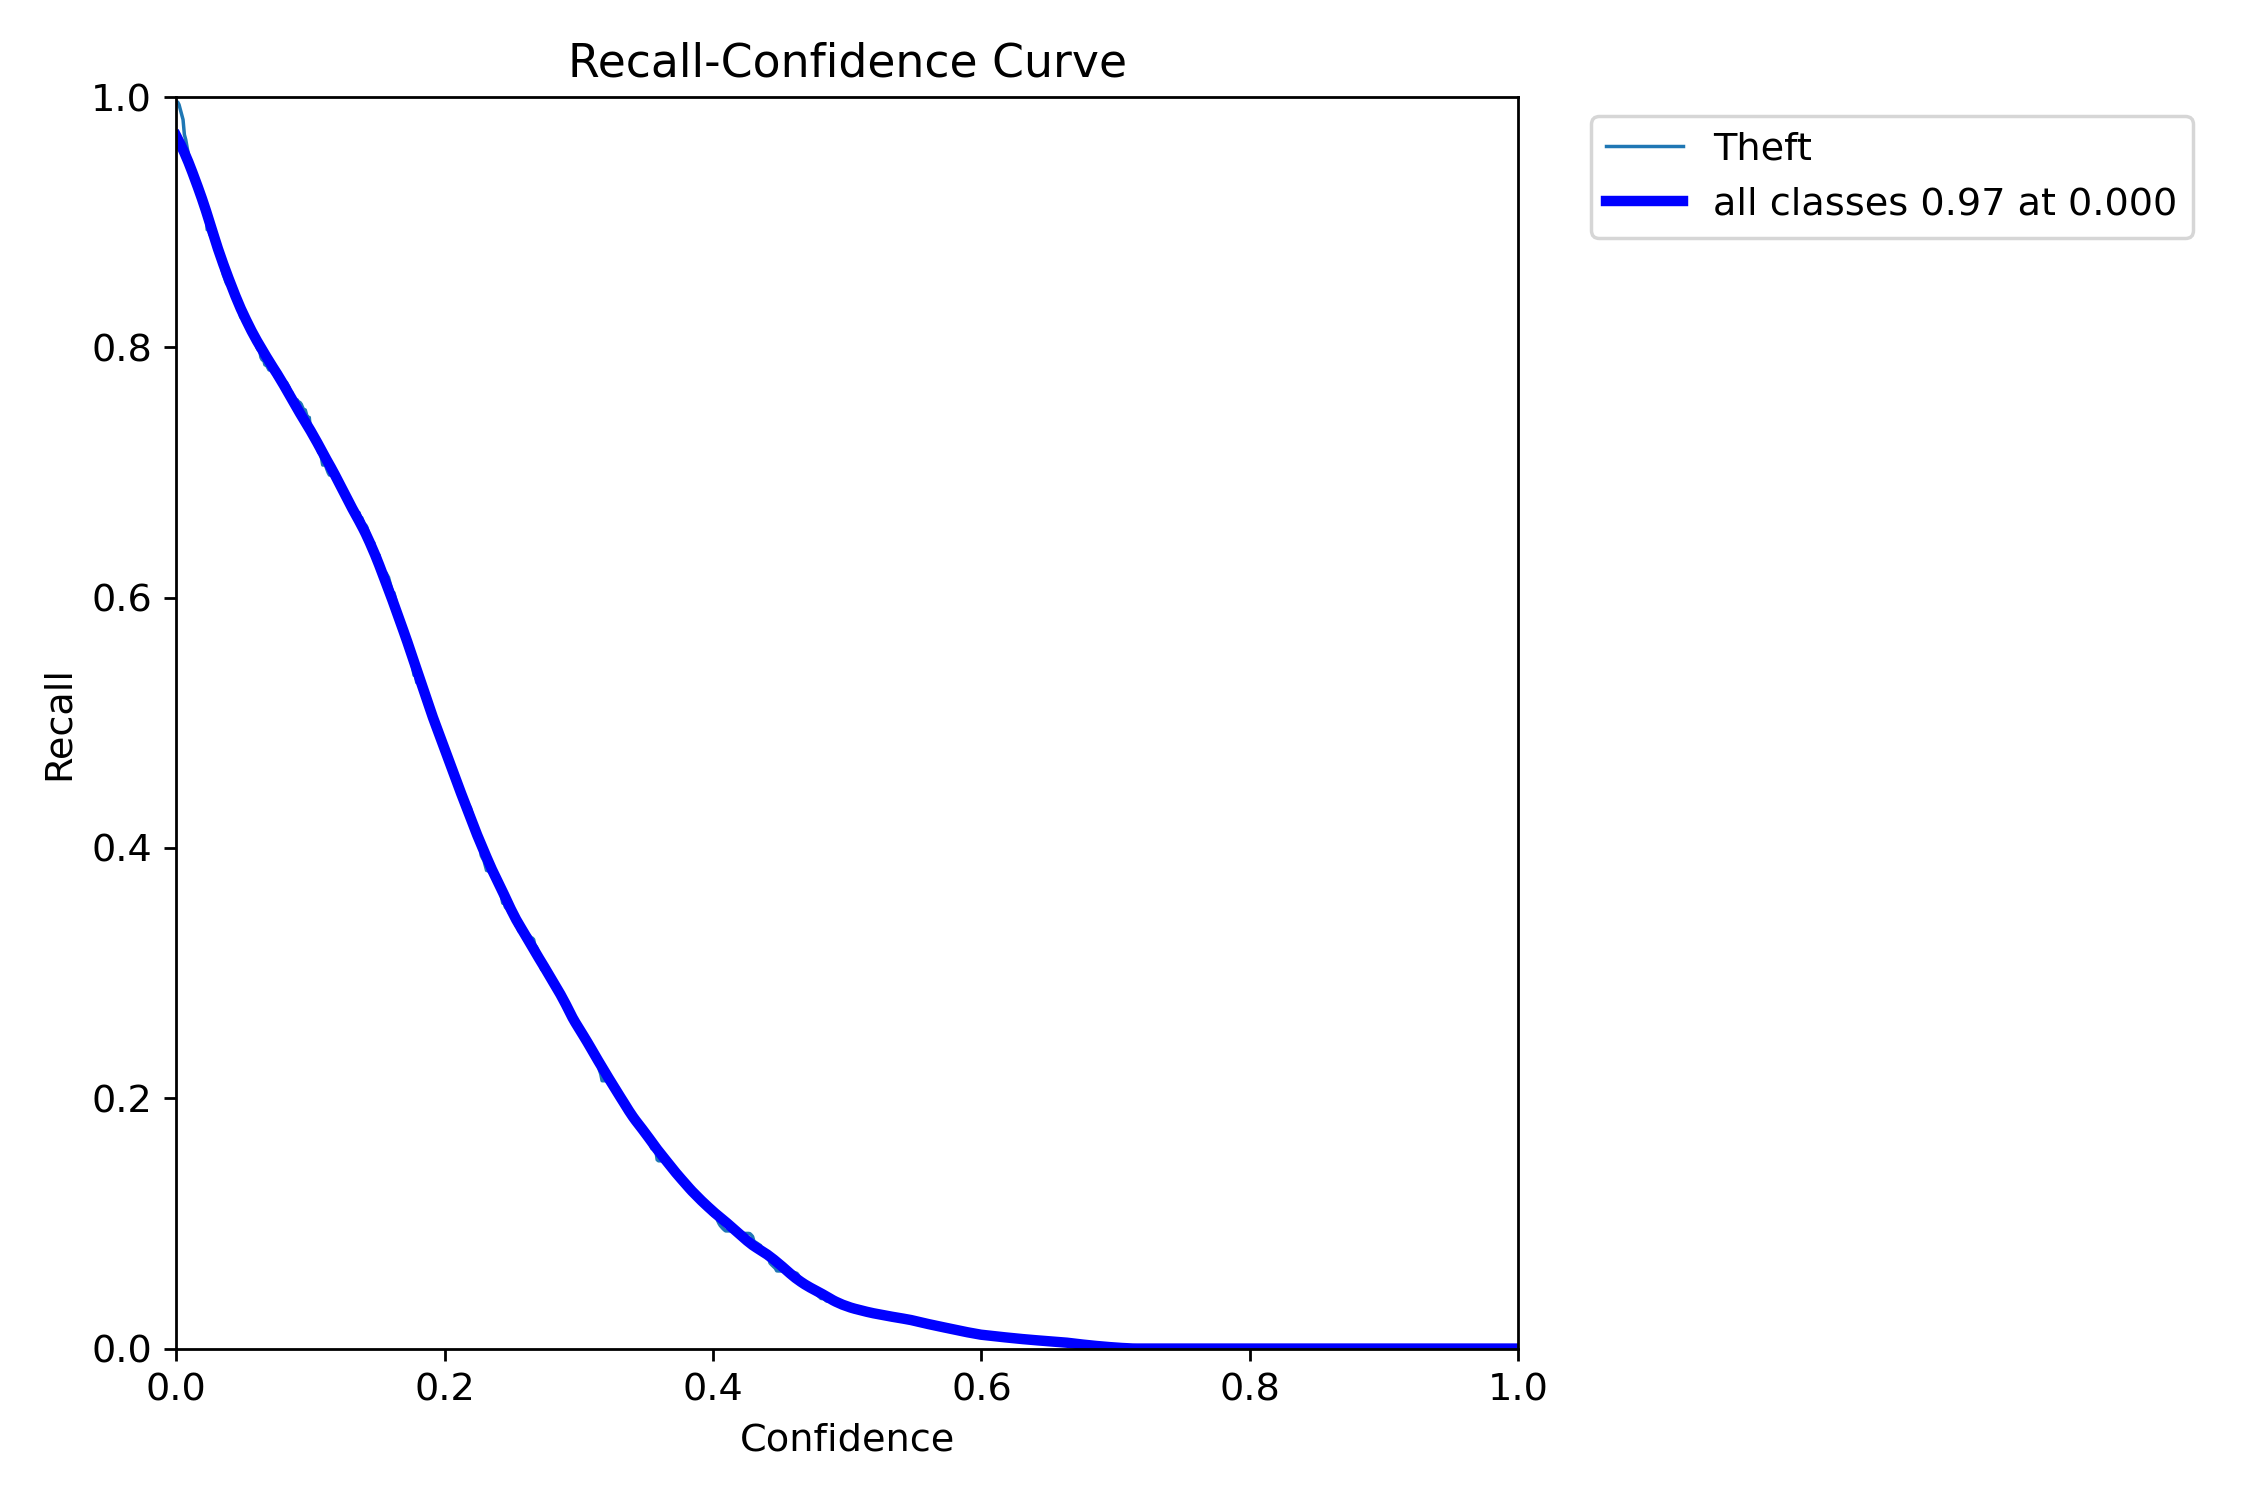 Recall-Confidence Curve
1.0
0.8
0.6
0.4
0.2
0.0
Recall
0.0 0.2 0.4 0.6 0.8 1.0
Confidence
Theft
all classes 0.97 at 0.000